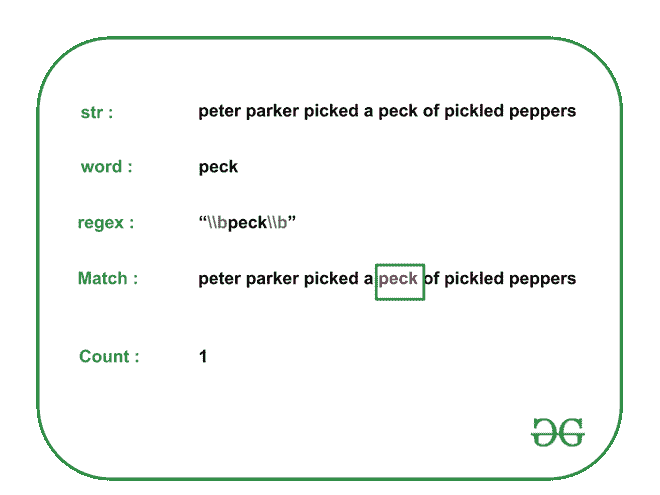 str : peter parker picked a peck of pickled peppers
word : peck
regex : “\\bpeck\\b”
Match : peter parker picked a peck of pickled peppers
Count : 1